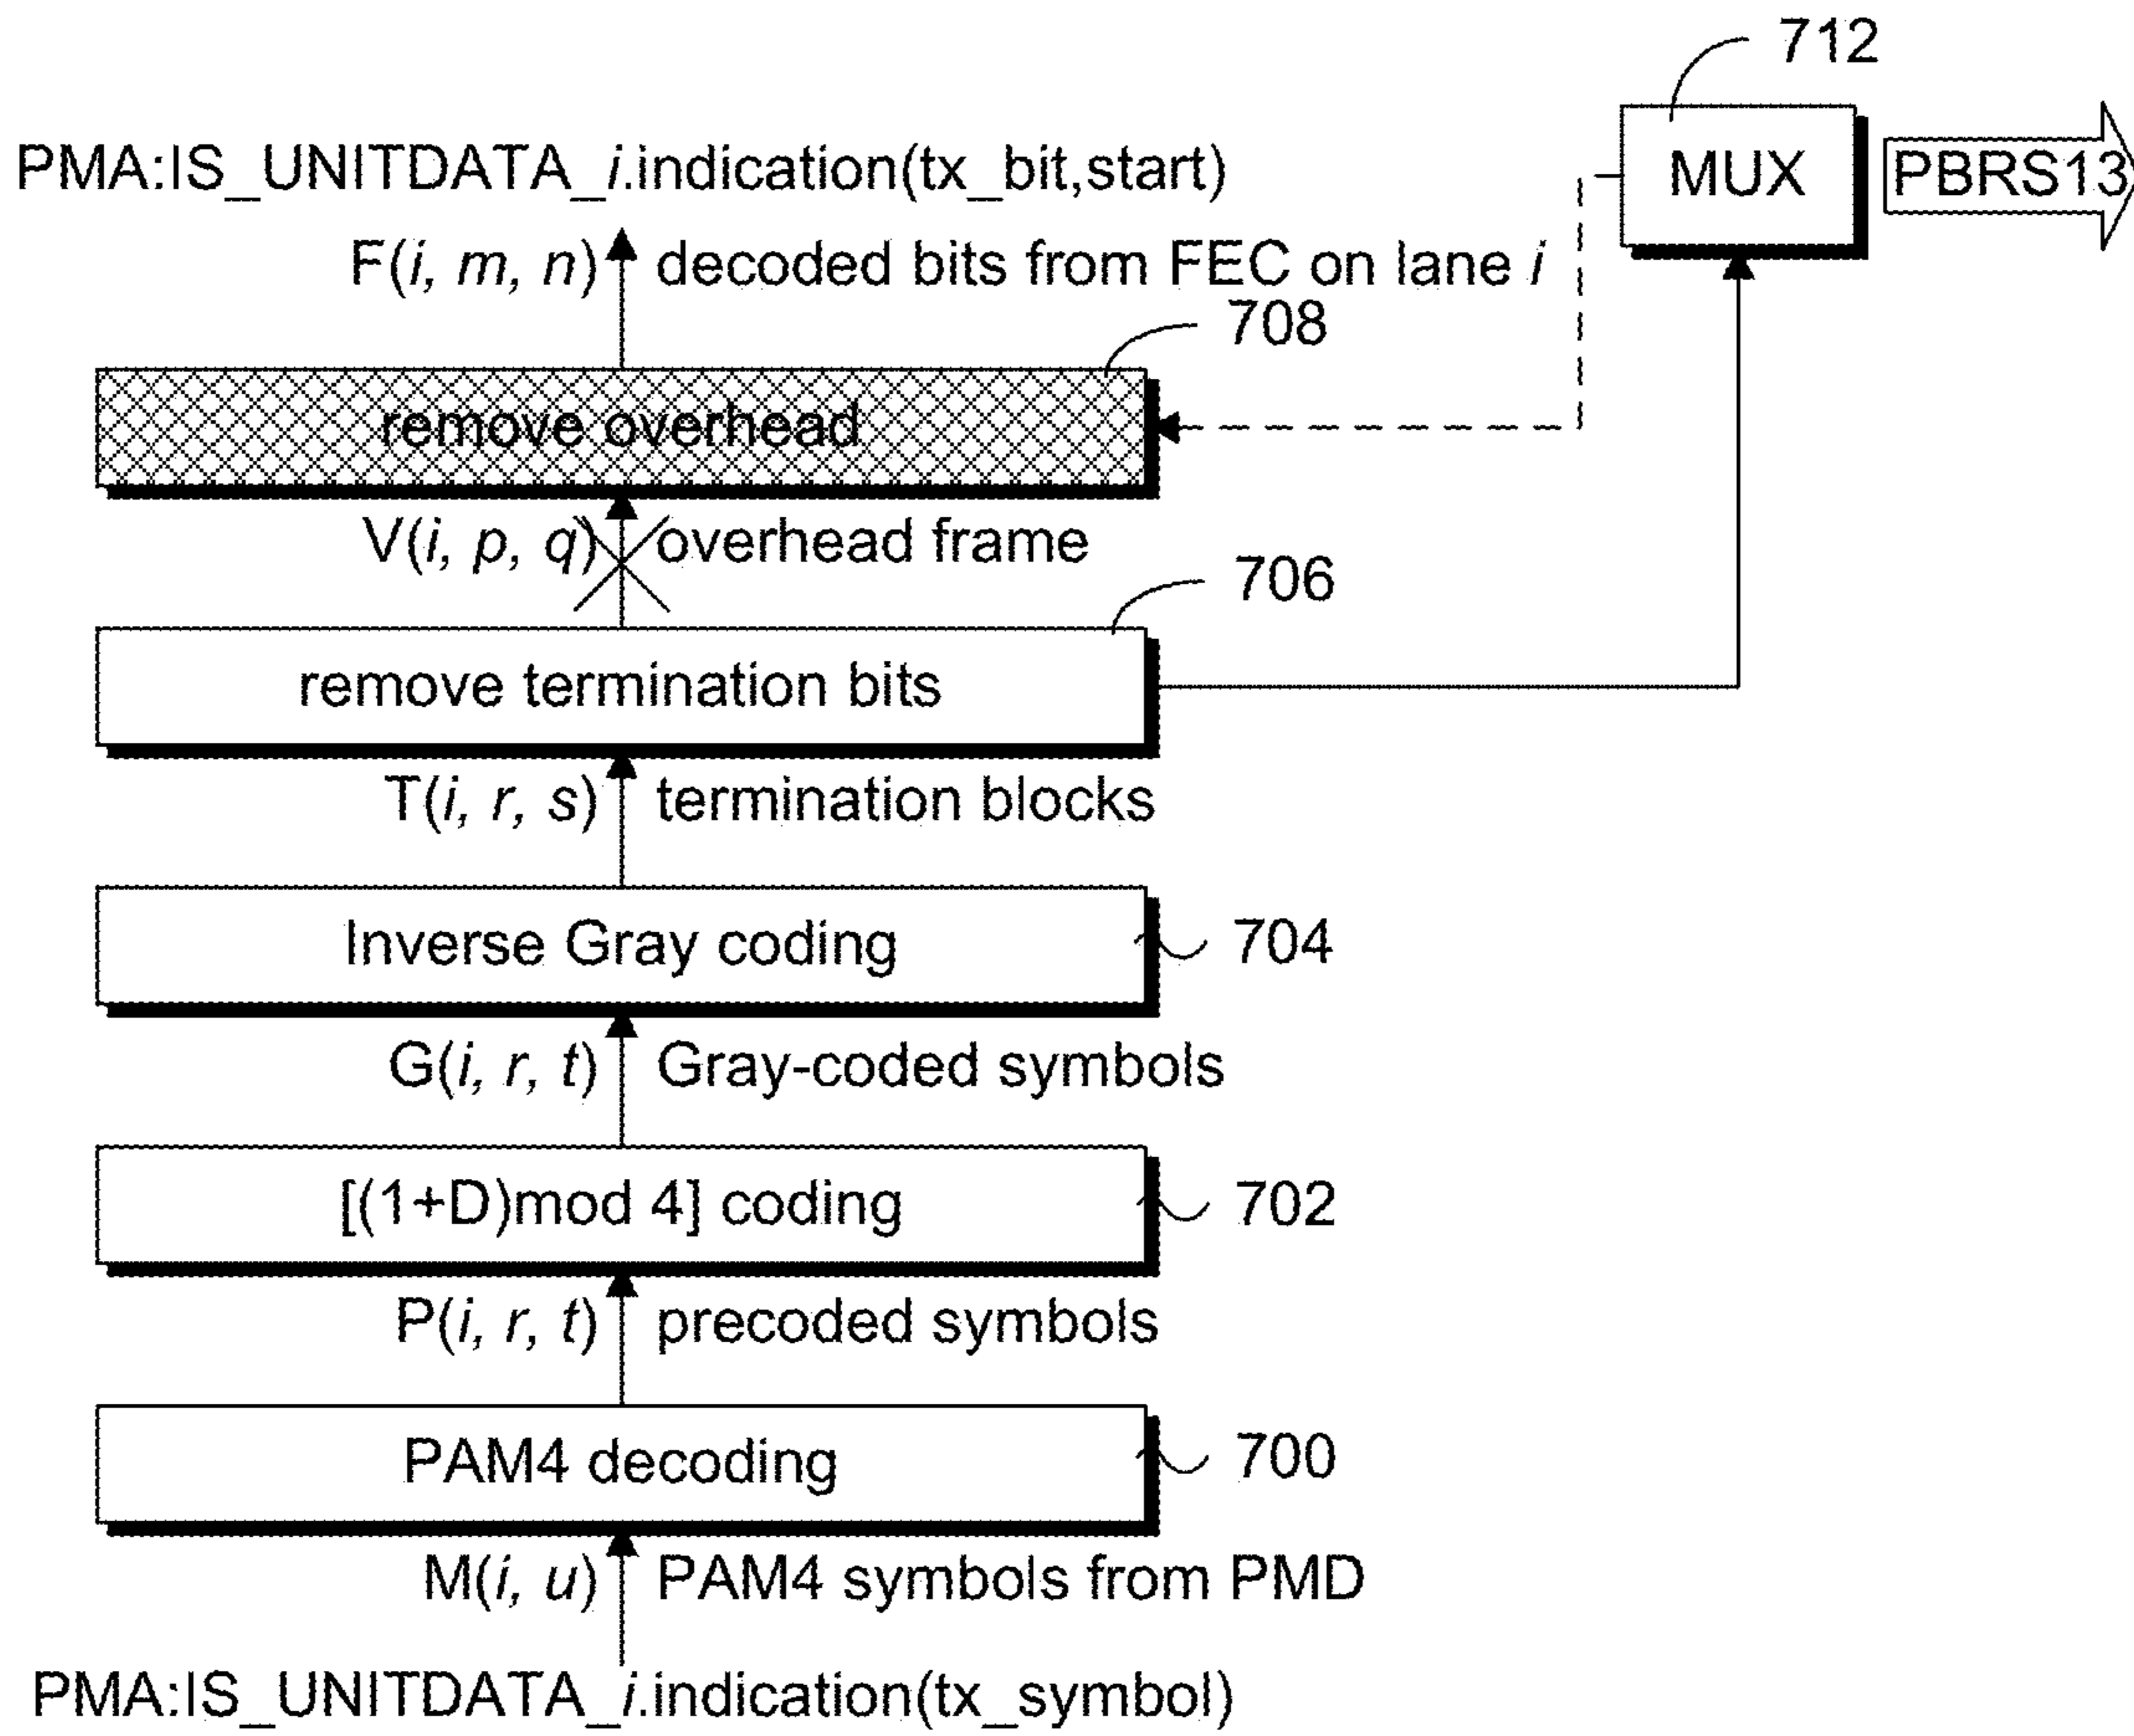 712
MUX
PBRS13
PMA:IS_UNITDATA_i.indication(tx_bit,start)
F(i, m, n) decoded bits from FEC on lane i
708
remove overhead
V(i, p, q) overhead frame
706
remove termination bits
T(i, r, s) termination blocks
Inverse Gray coding
704
G(i, r, t) Gray-coded symbols
[(1+D)mod 4] coding
702
P(i, r, t) precoded symbols
PAM4 decoding
700
M(i, u) PAM4 symbols from PMD
PMA:IS_UNITDATA_i.indication(tx_symbol)